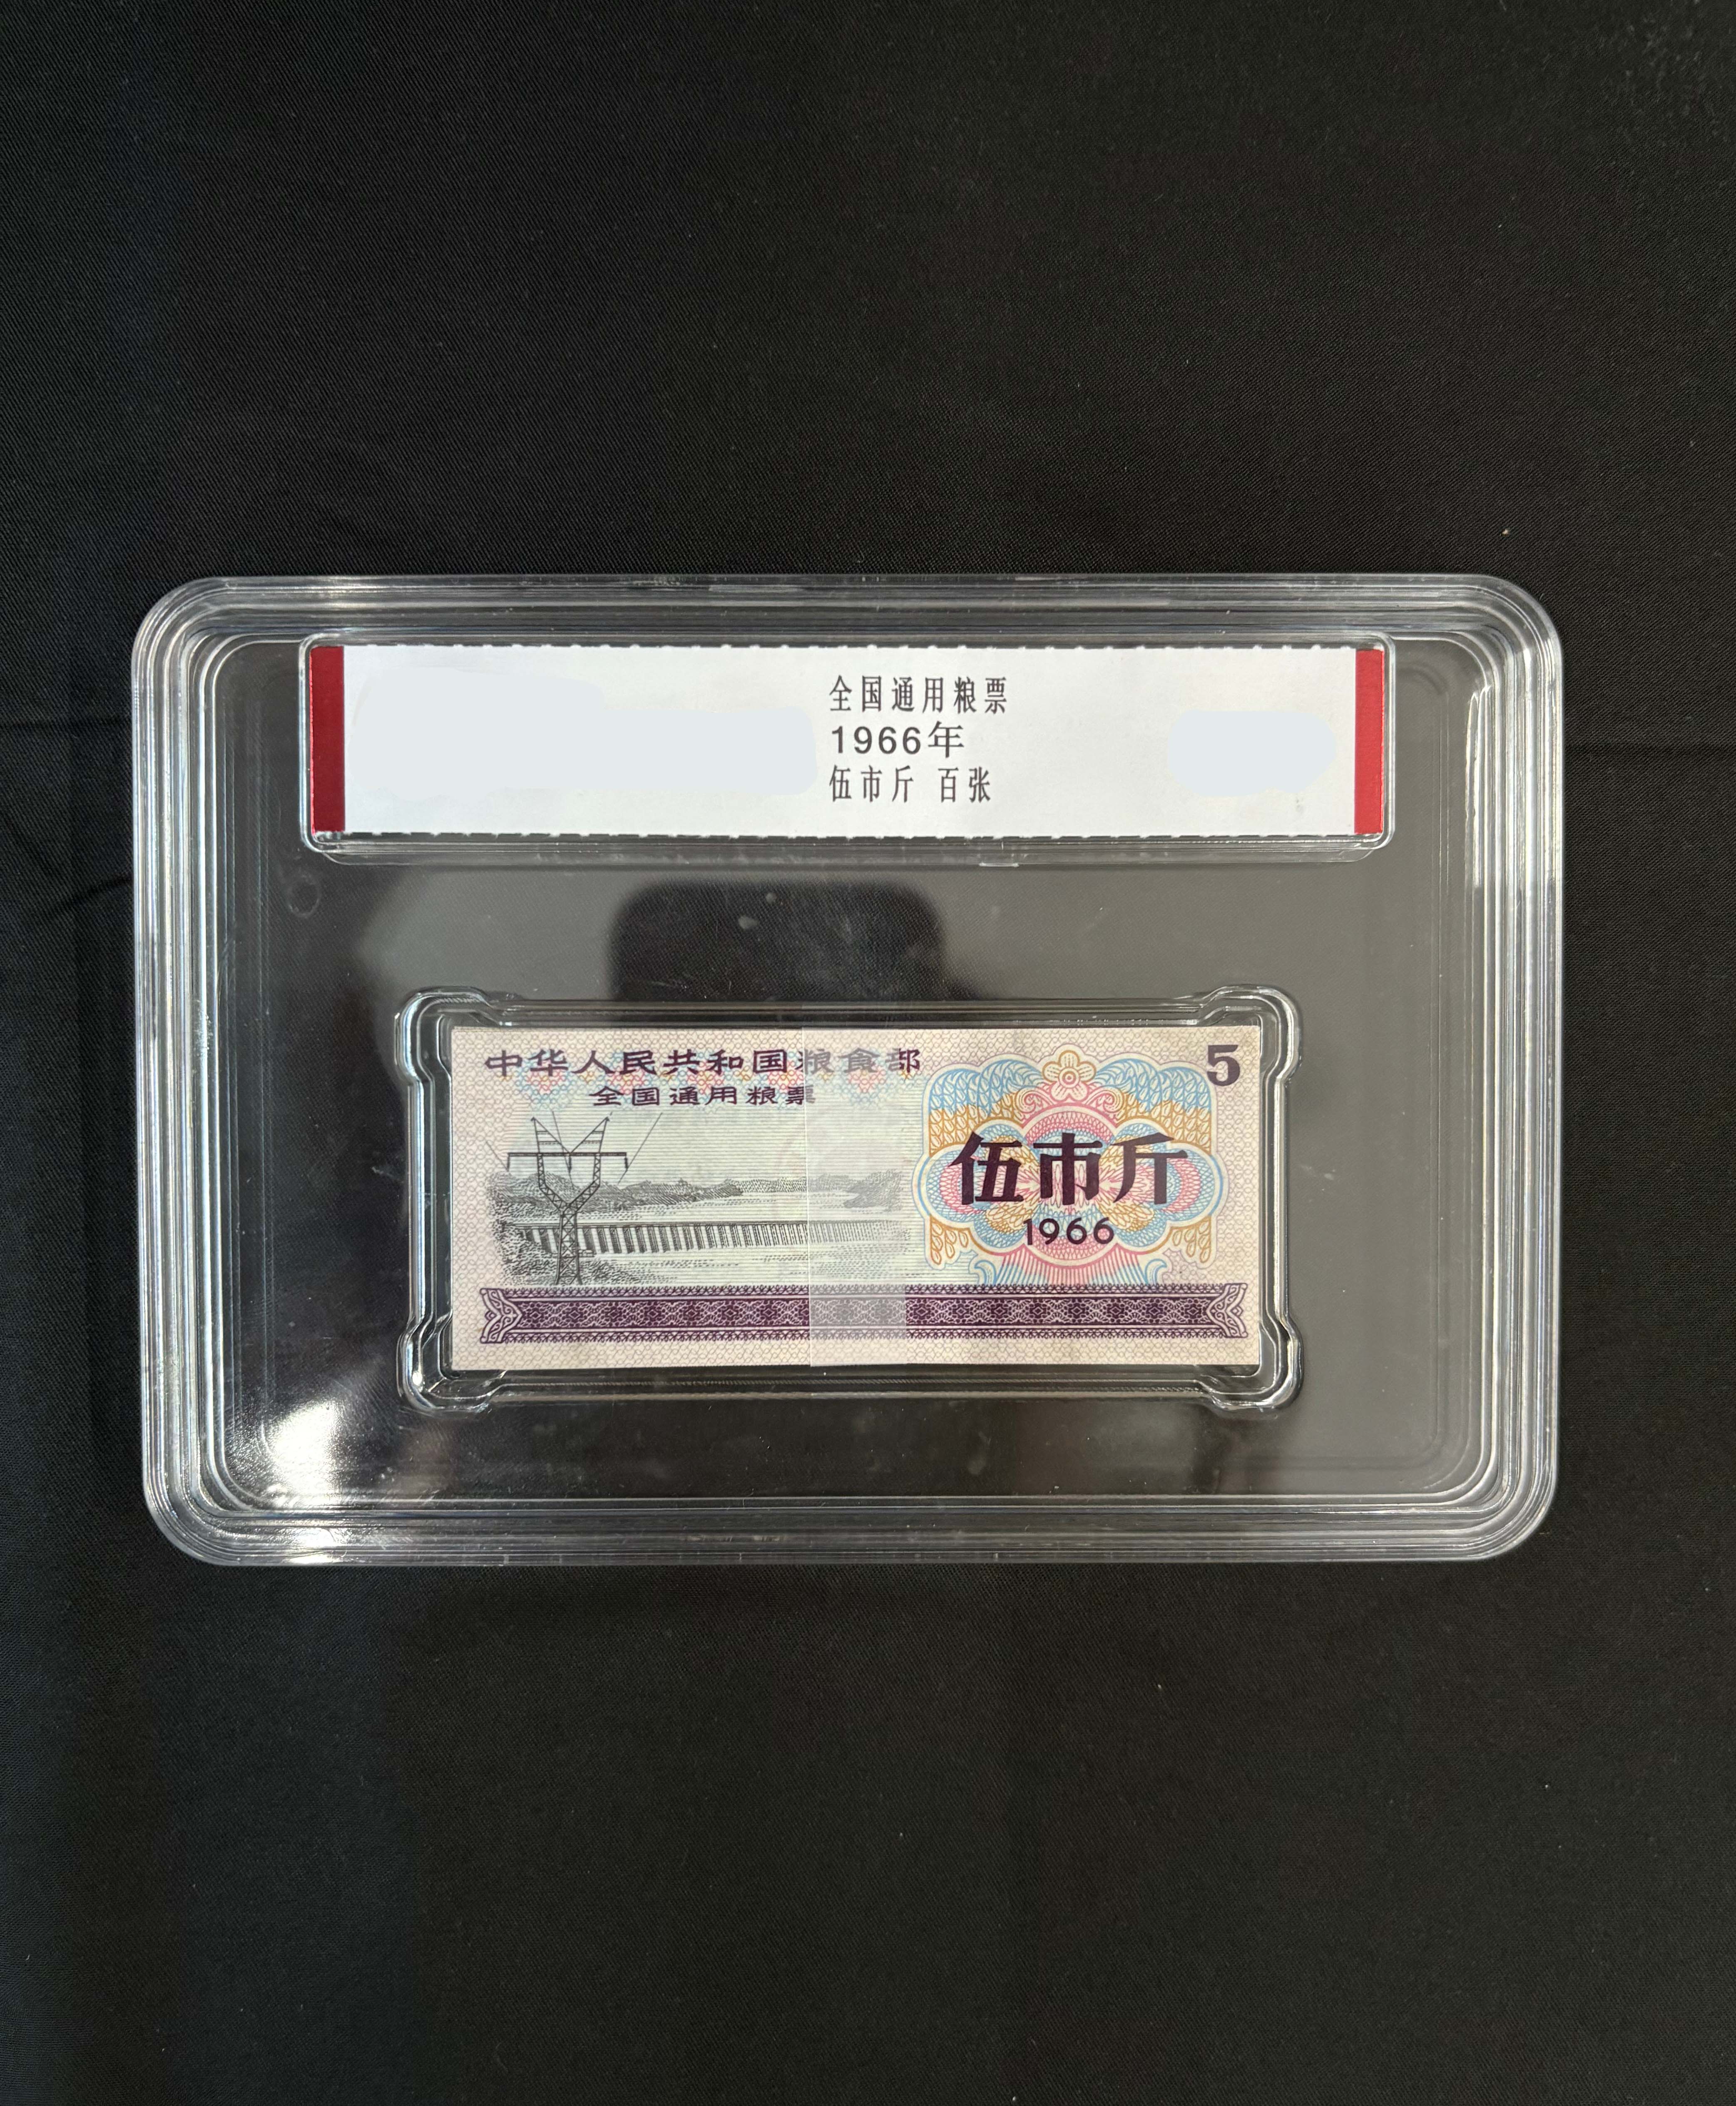 全国通用粮票
1966年
伍市斤 百张
中华人民共和国粮食部
全国通用粮票
5
伍市斤
1966